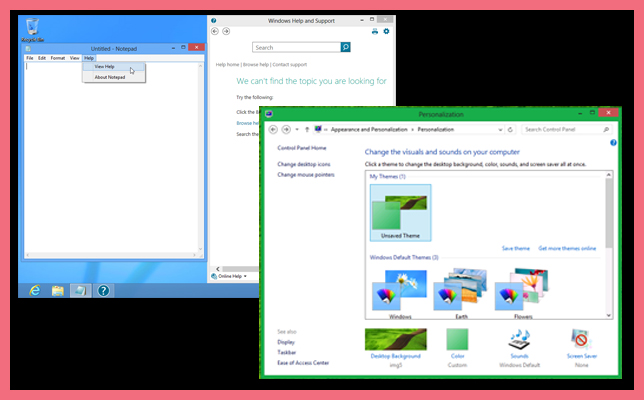 Recycle Bin
Untitled - Notepad
File Edit Format View Help
View Help
About Notepad
Windows Help and Support
Search
Help home | Browse help | Contact support
We can't find the topic you are looking for
Try the following:
Click the B
Browse he
Search the
Online Help
Personalization
Appearance and Personalization Personalization
Search Control Panel
Control Panel Home
Change desktop icons
Change mouse pointers
Change the visuals and sounds on your computer
Click a theme to change the desktop background, color, sounds, and screen saver all at once.
My Themes (1)
Unsaved Theme
Save theme Get more themes online
Windows Default Themes (3)
Windows Earth Flowers
See also
Display
Taskbar
Ease of Access Center
Desktop Background
img5
Color
Custom
Sounds
Windows Default
Screen Saver
None